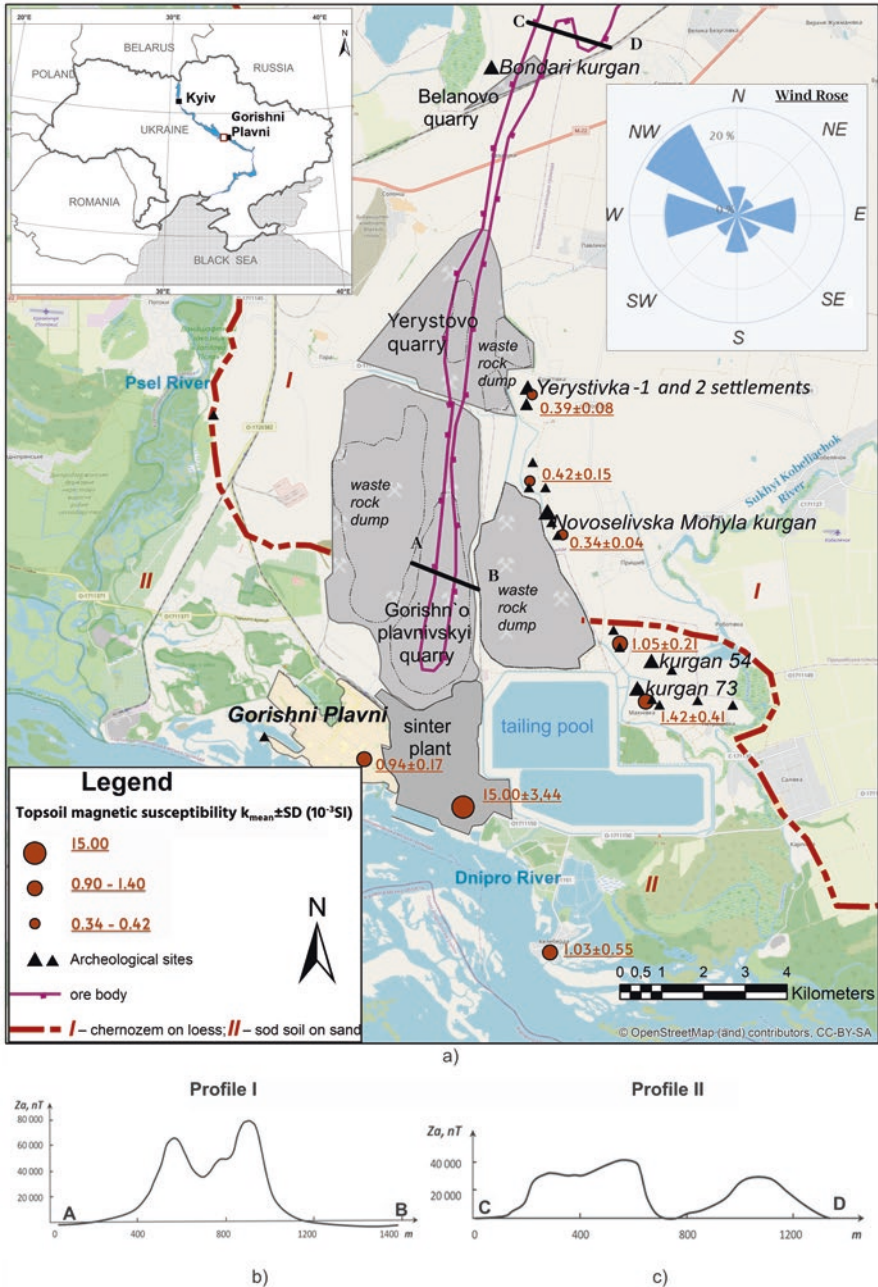 20°E
30°E
40°E
BELARUS
POLAND
RUSSIA
N
Kyiv
50°N
UKRAINE
Gorishni
Plavni
ROMANIA
BLACK SEA
30°E
40°E
C
D
Bondari kurgan
Belanovo
quarry
M-22
Wind Rose
N
NW
20 %
NE
W
0 %
E
SW
SE
S
Yerystovo
quarry
waste
rock
dump
Psel River
I
Yerystivka -1 and 2 settlements
0.39±0.08
0.42±0.15
Sukhyi Kobeliachok
River
waste
rock
dump
Novoselivska Mohyla kurgan
0.34±0.04
A
B
II
waste
rock
dump
I
Gorishn`o
plavnivskyi
quarry
1.05±0.21
kurgan 54
kurgan 73
1.42±0.41
Gorishni Plavni
sinter
plant
tailing pool
0.94±0.17
15.00±3,44
Dnipro River
II
1.03±0.55
Legend
Topsoil magnetic susceptibility kmean±SD (10⁻³SI)
15.00
0.90 - 1.40
0.34 - 0.42
Archeological sites
N
ore body
I – chernozem on loess; II – sod soil on sand
0 0,5 1 2 3 4
Kilometers
© OpenStreetMap (and) contributors, CC-BY-SA
a)
Profile I
Za, nT
80 000
60 000
40 000
20 000
A
B
400 800 1200 1400 m
b)
Profile II
Za, nT
40 000
20 000
C
D
0 400 800 1200 m
c)